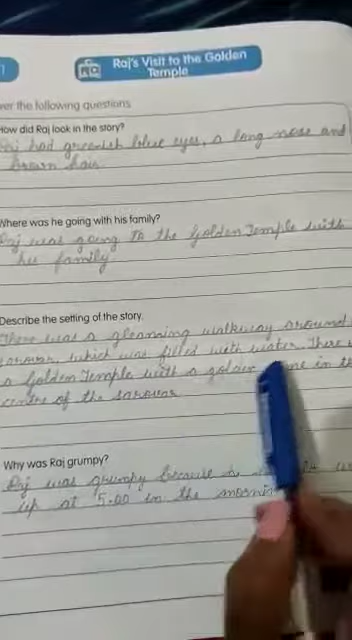 Raj's Visit to the Golden
Temple
ver the following questions
How did Raj look in the story?
Raj had greenish blue eyes, a long nose and
brown hair
Where was he going with his family?
Raj was going to the Golden Temple with
his family
Describe the setting of the story.
There was a gleaming walkway around
sarovar, which was filled with water. There
a Golden Temple with a golden in
centre of the sarovar
Why was Raj grumpy?
Raj was grumpy because
up at 5.00 in the morning